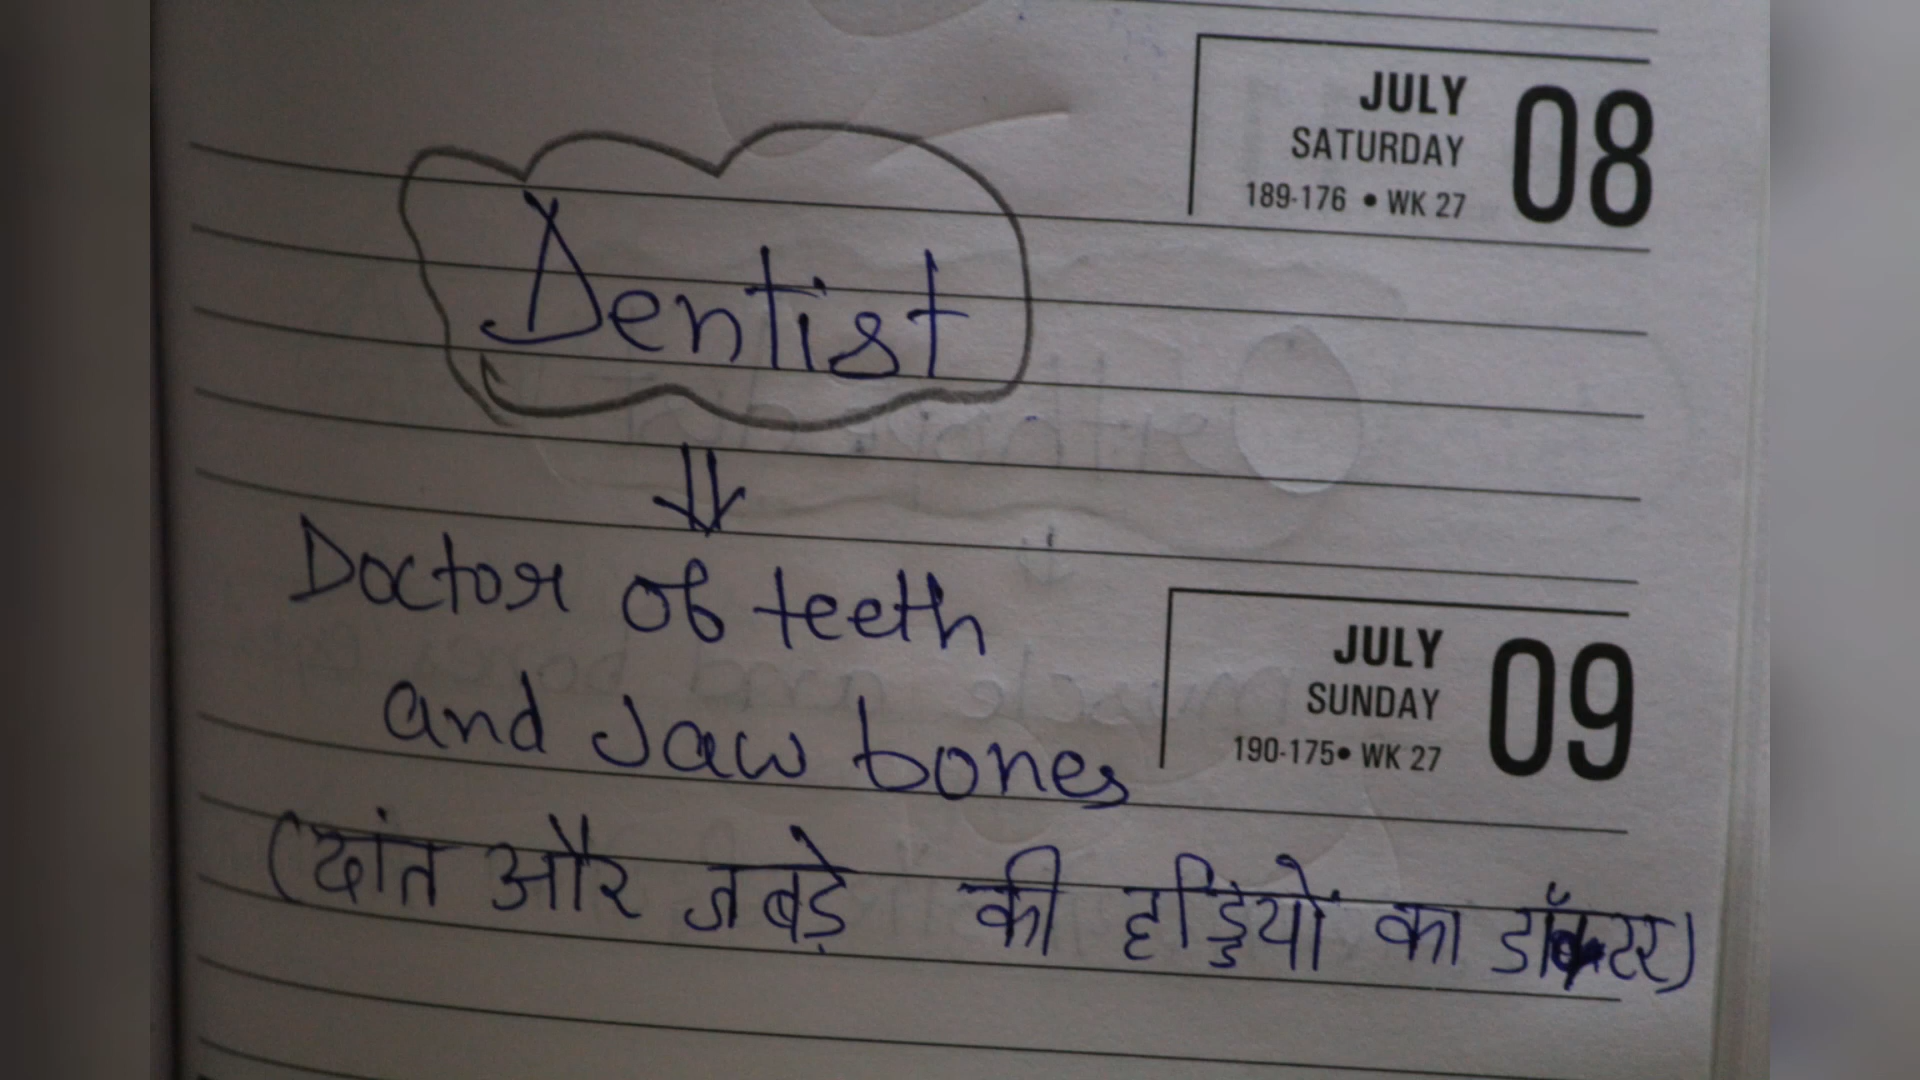 JULY 08
SATURDAY
189-176 • WK 27
Dentist
⇓
Doctor of teeth
JULY 09
SUNDAY
190-175• WK 27
and Jaw bones
(दांत और जबड़े की हड्डियों का डॉक्टर)